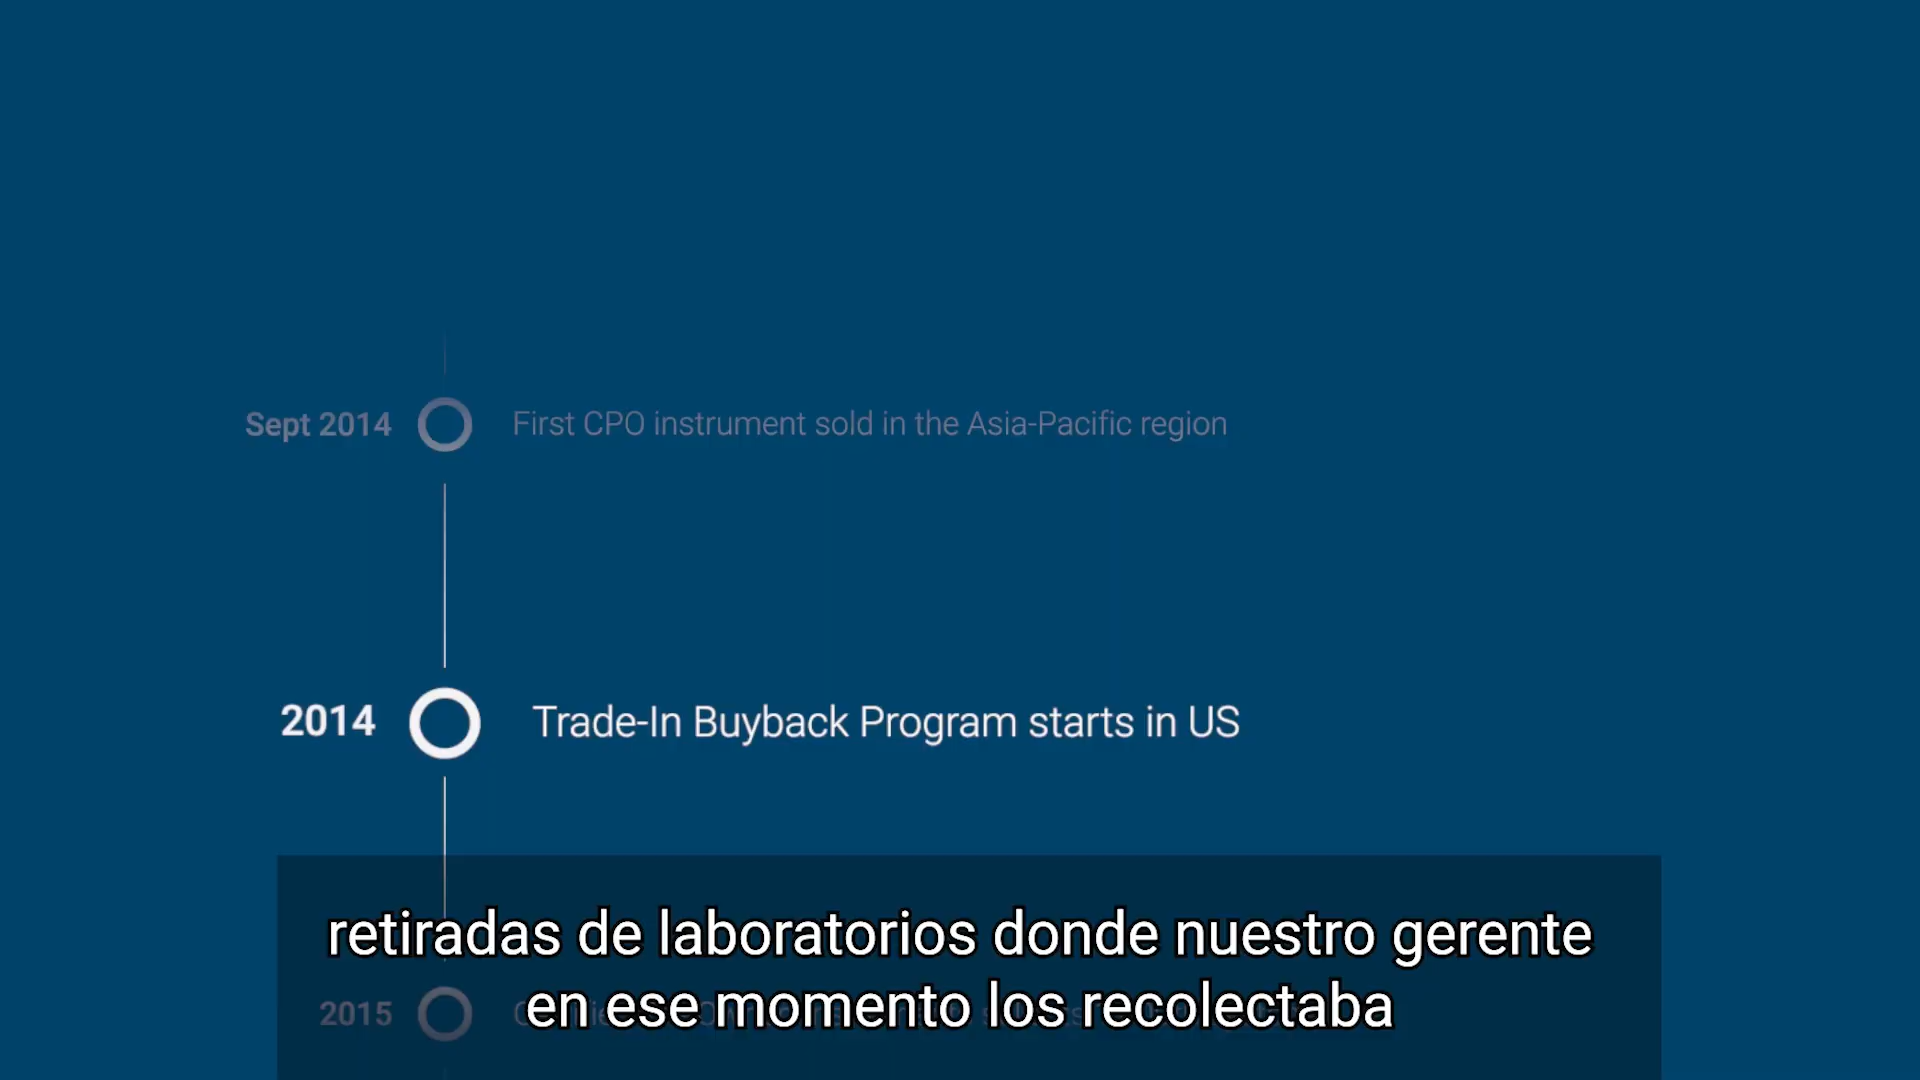 Sept 2014 First CPO instrument sold in the Asia-Pacific region
2014 Trade-In Buyback Program starts in US
retiradas de laboratorios donde nuestro gerente
en ese momento los recolectaba
2015